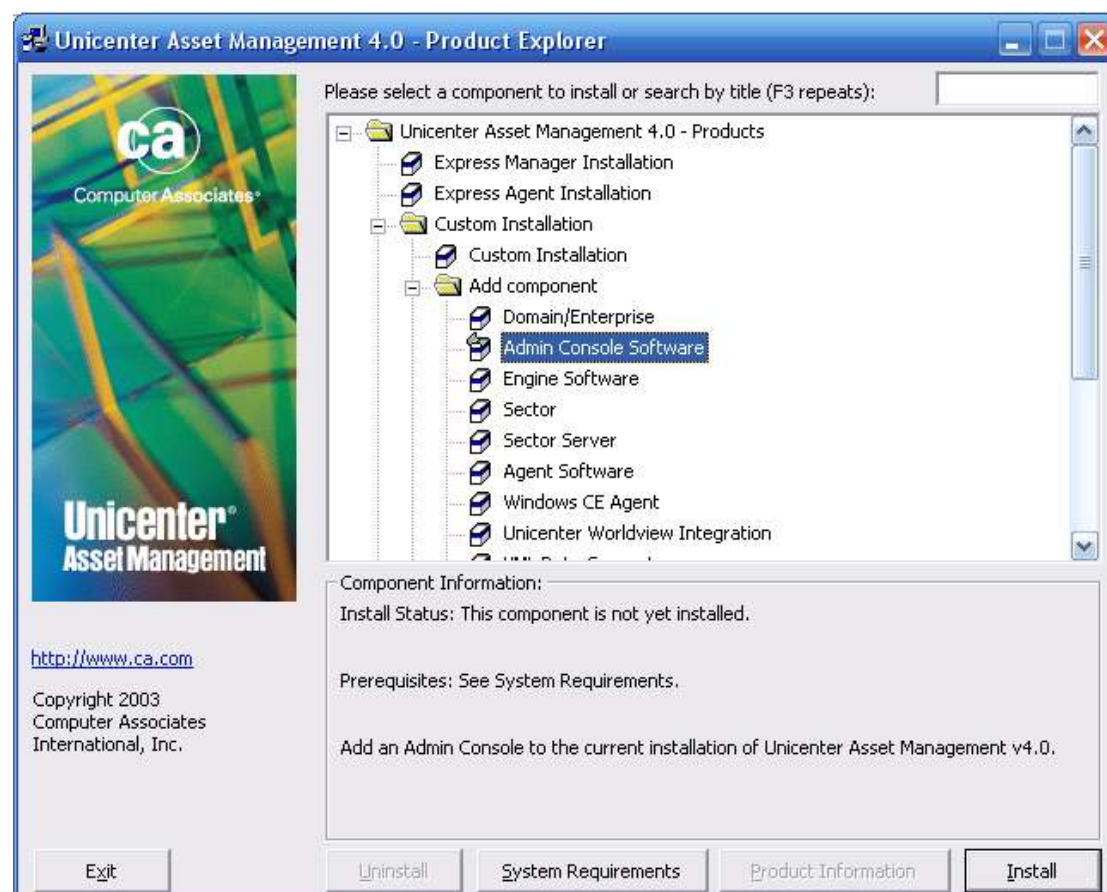 Unicenter Asset Management 4.0 - Product Explorer
Please select a component to install or search by title (F3 repeats):
ca
Computer Associates®
Unicenter®
Asset Management
Unicenter Asset Management 4.0 - Products
Express Manager Installation
Express Agent Installation
Custom Installation
Custom Installation
Add component
Domain/Enterprise
Admin Console Software
Engine Software
Sector
Sector Server
Agent Software
Windows CE Agent
Unicenter Worldview Integration
Component Information:
Install Status: This component is not yet installed.
Prerequisites: See System Requirements.
Add an Admin Console to the current installation of Unicenter Asset Management v4.0.
http://www.ca.com
Copyright 2003
Computer Associates
International, Inc.
Exit
Uninstall
System Requirements
Product Information
Install